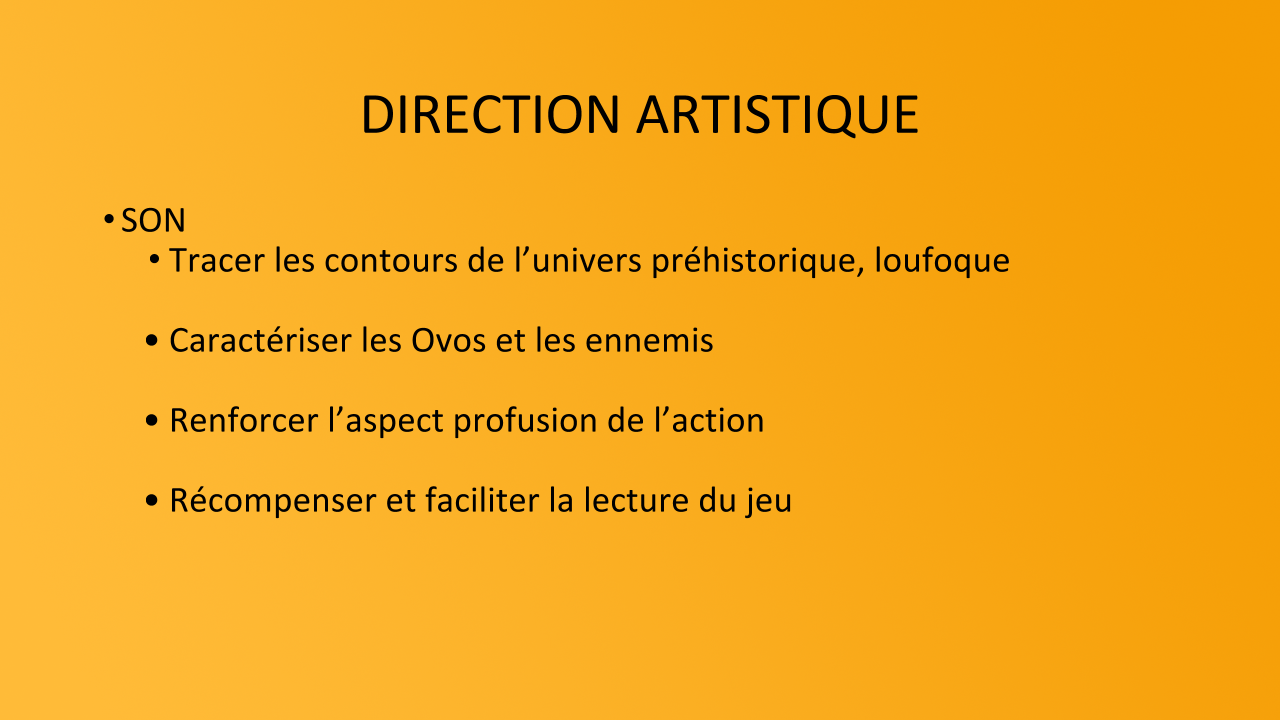 DIRECTION ARTISTIQUE
• SON
• Tracer les contours de l’univers préhistorique, loufoque
• Caractériser les Ovos et les ennemis
• Renforcer l’aspect profusion de l’action
• Récompenser et faciliter la lecture du jeu